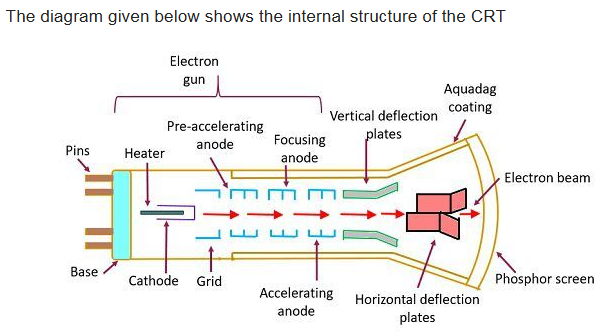 The diagram given below shows the internal structure of the CRT
Electron
gun
Aquadag
coating
Pre-accelerating
anode
Vertical deflection
plates
Focusing
anode
Pins
Heater
Electron beam
Base
Cathode
Grid
Accelerating
anode
Horizontal deflection
plates
Phosphor screen